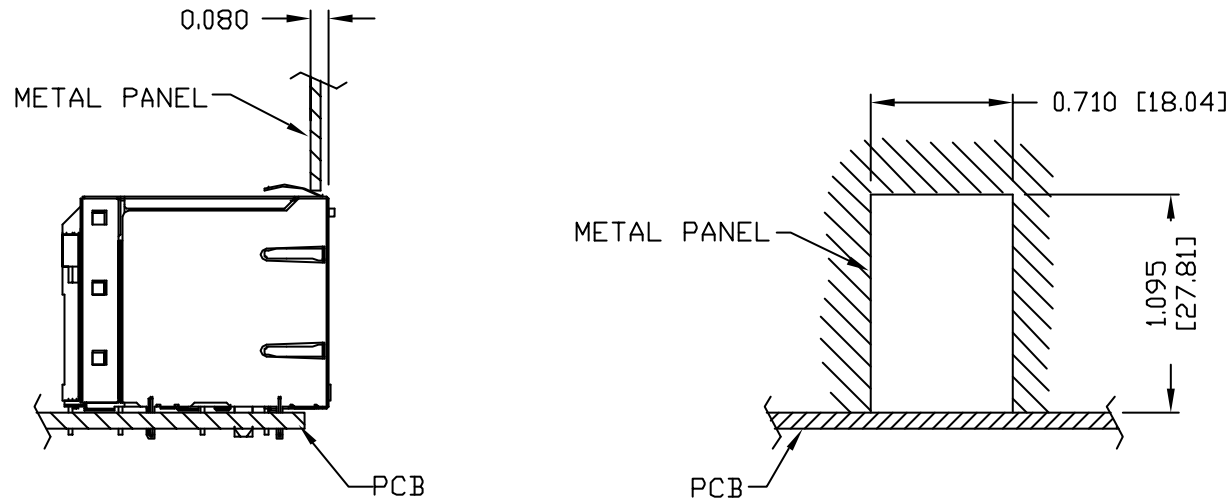 0.080
METAL PANEL
PCB
0.710 [18.04]
METAL PANEL
1.095
[27.81]
PCB